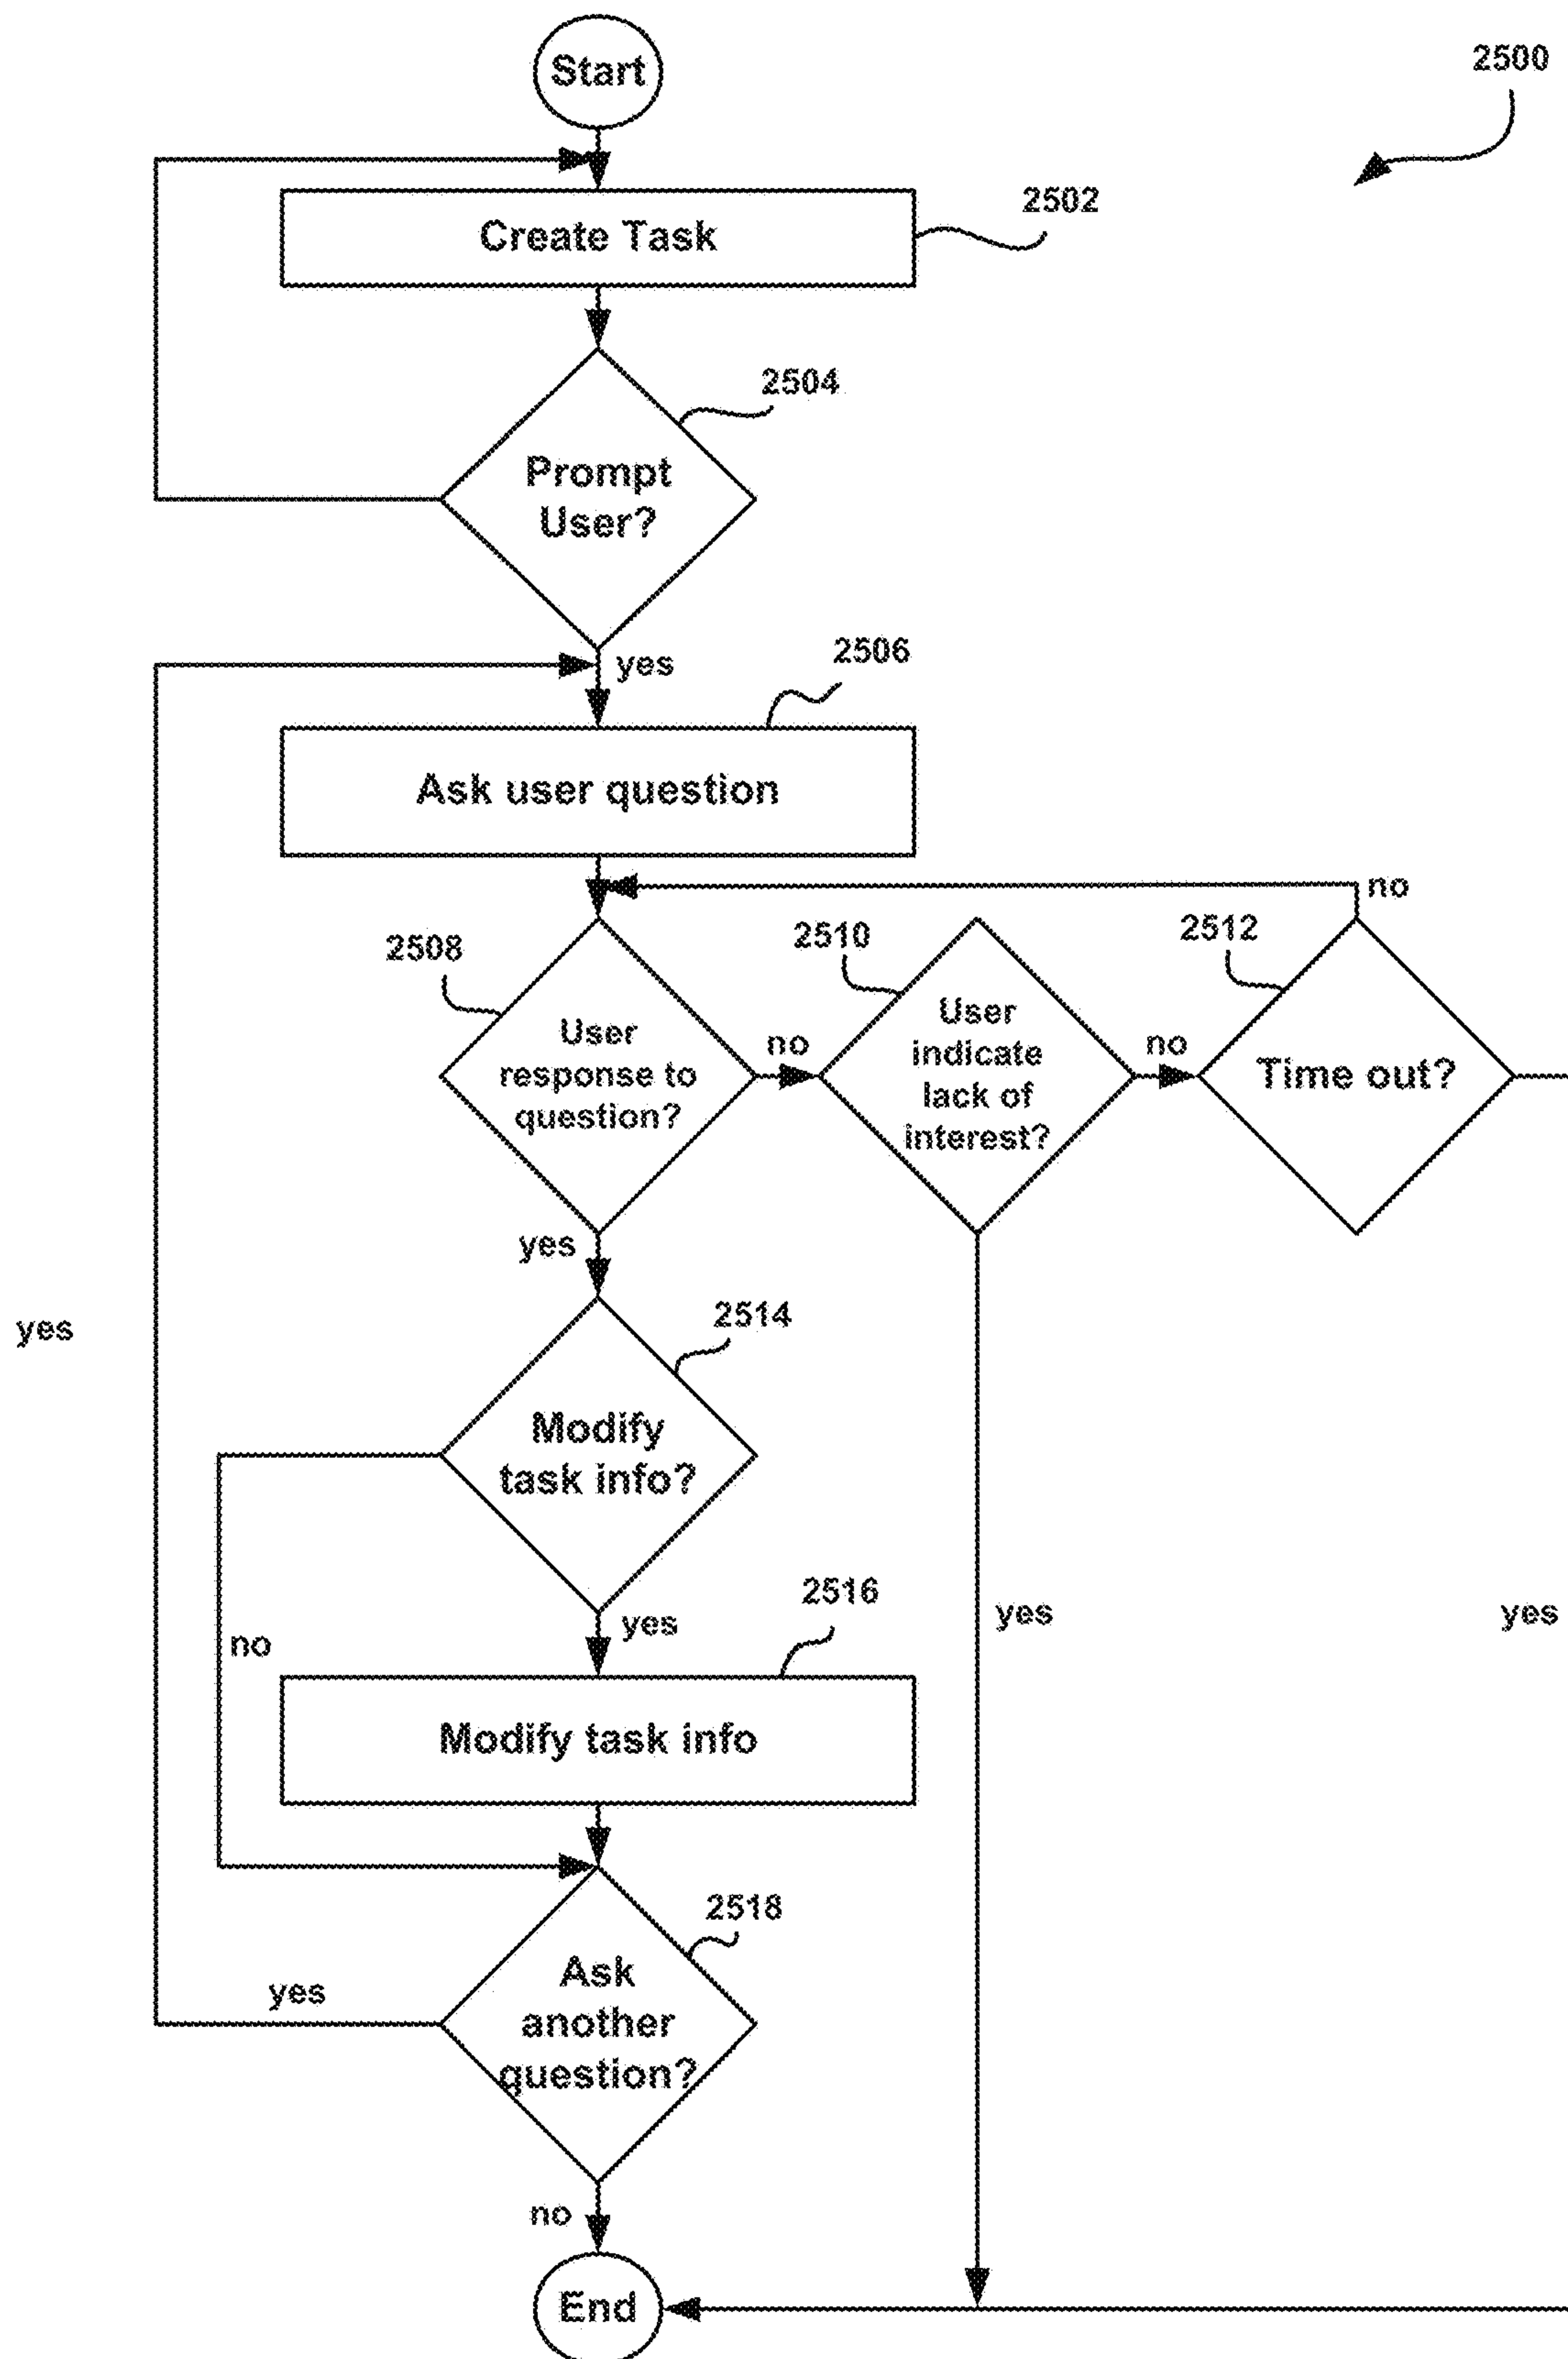 Start
2500
2502
Create Task
2504
Prompt
User?
yes
2506
Ask user question
no
2508
2510
2512
User
response to
question?
no
User
indicate
lack of
interest?
no
Time out?
yes
2514
yes
Modify
task info?
2516
yes
yes
yes
no
Modify task info
2518
Ask
another
question?
yes
no
End